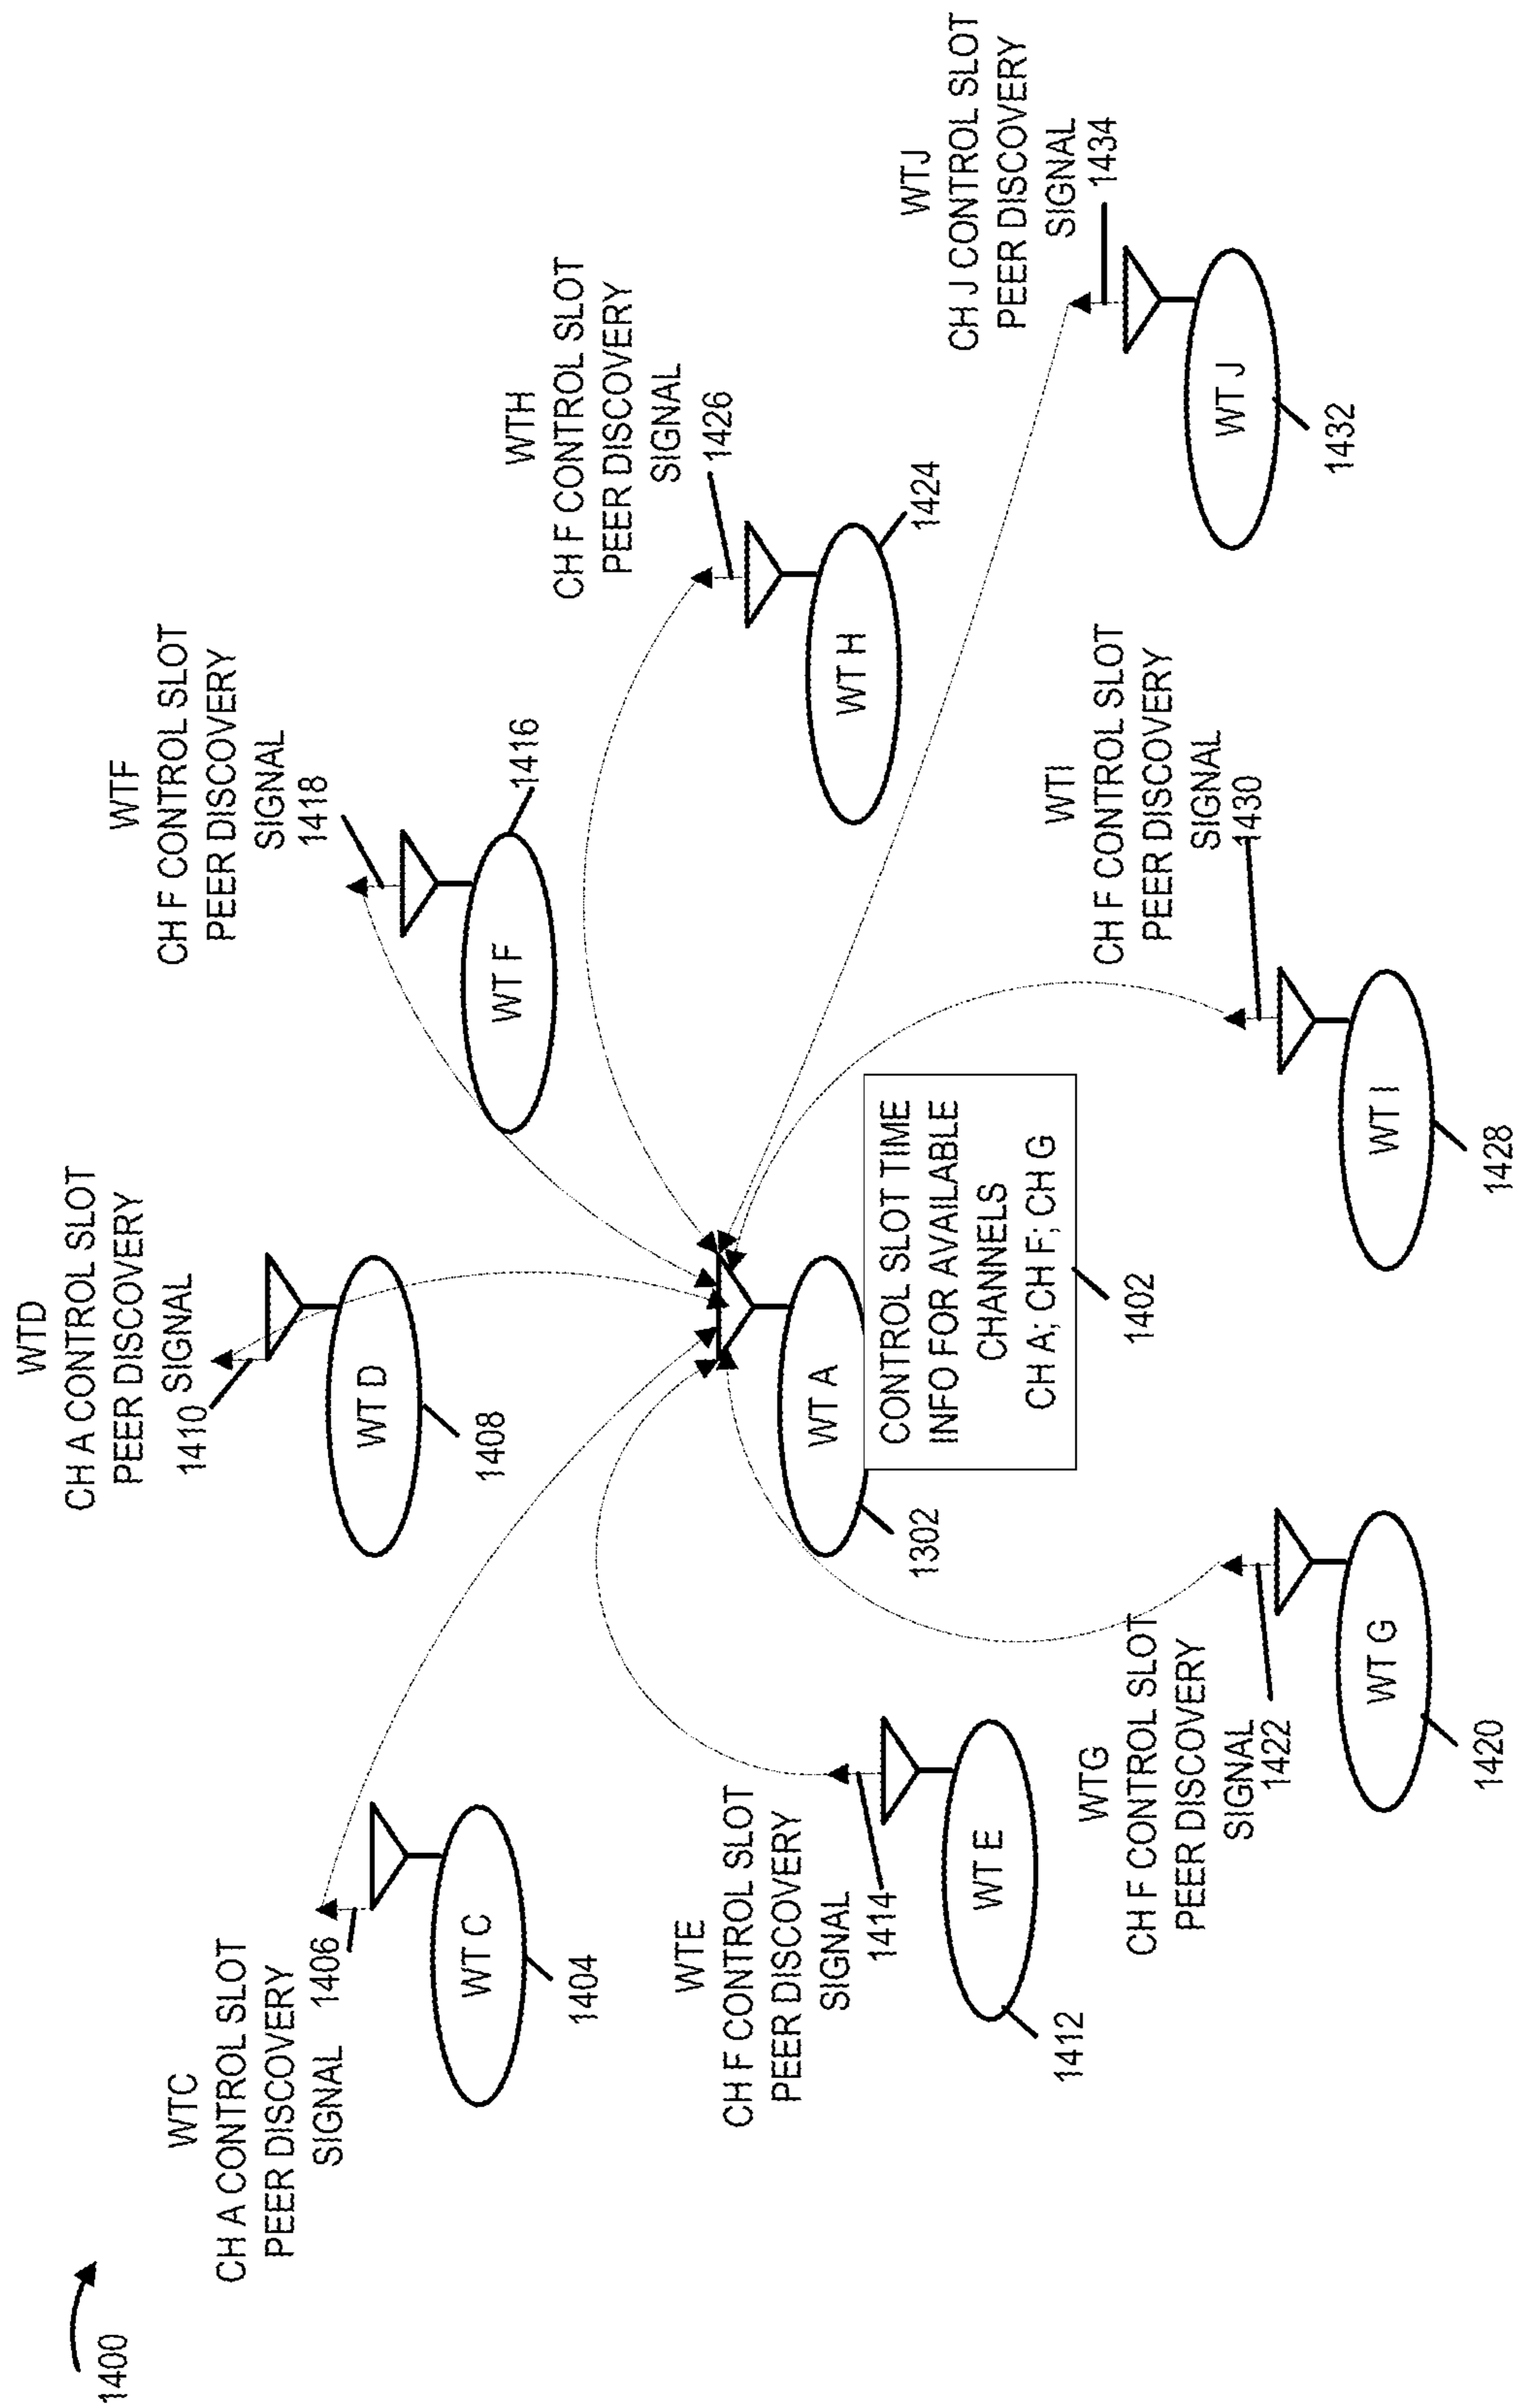 1400
WTC
CH A CONTROL SLOT
PEER DISCOVERY
SIGNAL 1406
WT C
1404
WTD
CH A CONTROL SLOT
PEER DISCOVERY
1410 SIGNAL
WT D
1408
WTF
CH F CONTROL SLOT
PEER DISCOVERY
SIGNAL
1418
WT F
1416
WTH
CH F CONTROL SLOT
PEER DISCOVERY
SIGNAL
1426
WT H
1424
WTJ
CH J CONTROL SLOT
PEER DISCOVERY
SIGNAL
1434
WT J
1432
WTE
CH F CONTROL SLOT
PEER DISCOVERY
SIGNAL
1414
WT E
1412
WT A
1302
CONTROL SLOT TIME
INFO FOR AVAILABLE
CHANNELS
CH A; CH F; CH G
1402
WTG
CH F CONTROL SLOT
PEER DISCOVERY
SIGNAL
1422
WT G
1420
WTI
CH F CONTROL SLOT
PEER DISCOVERY
SIGNAL
1430
WT I
1428